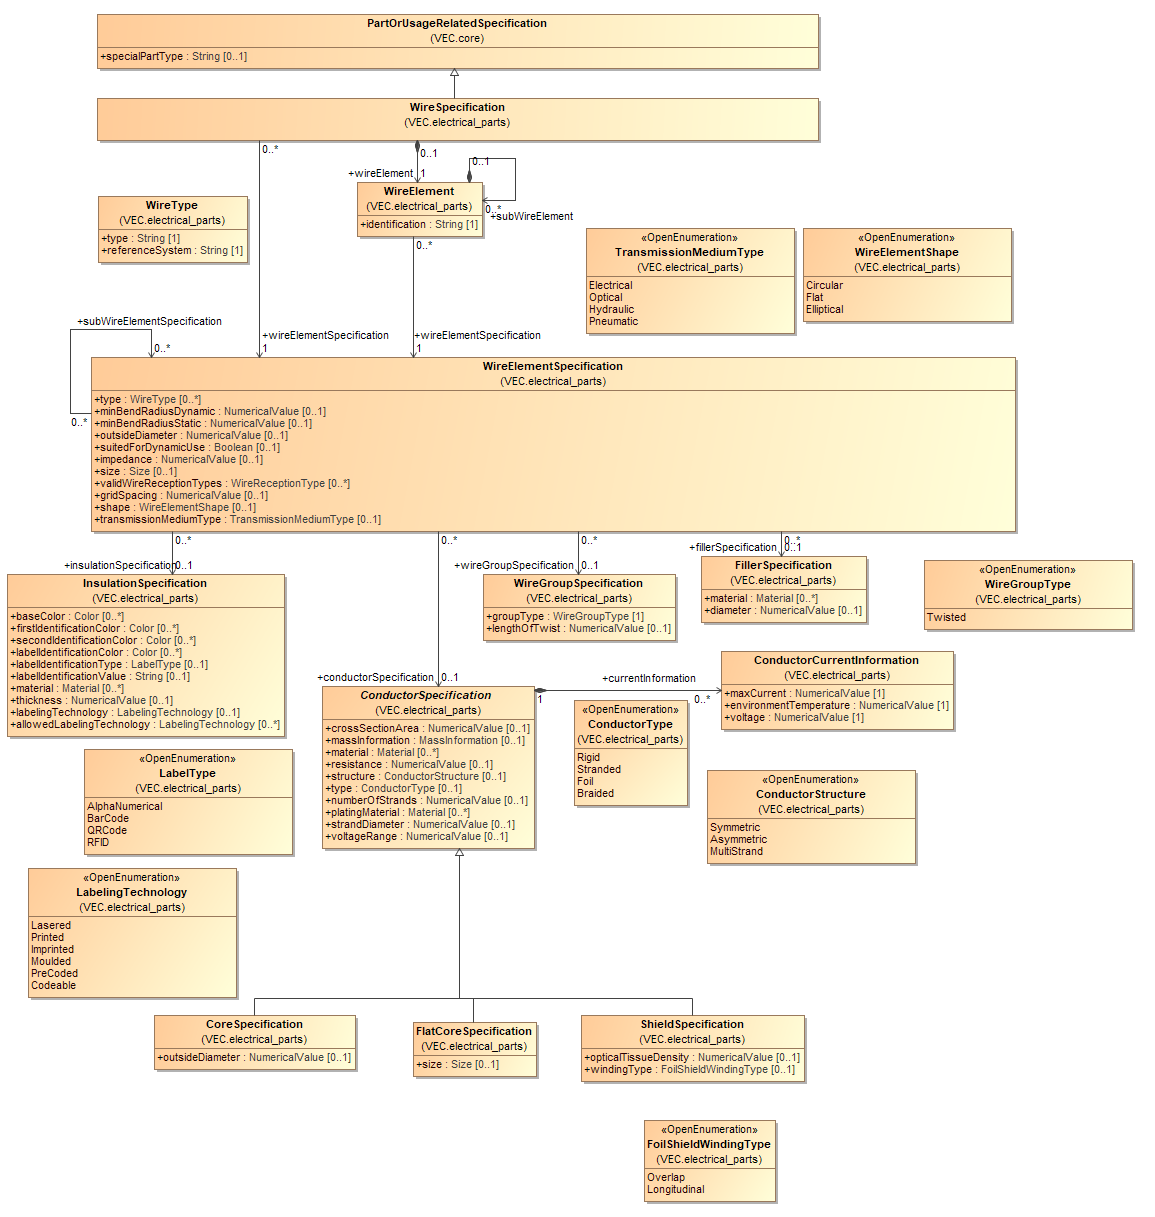 PartOrUsageRelatedSpecification
(VEC.core)
+specialPartType : String [0..1]
WireSpecification
(VEC.electrical_parts)
0..*
0..1
+wireElement
1
0..1
0..*
+subWireElement
WireElement
(VEC.electrical_parts)
+identification : String [1]
0..*
WireType
(VEC.electrical_parts)
+type : String [1]
+referenceSystem : String [1]
«OpenEnumeration»
TransmissionMediumType
(VEC.electrical_parts)
Electrical
Optical
Hydraulic
Pneumatic
«OpenEnumeration»
WireElementShape
(VEC.electrical_parts)
Circular
Flat
Elliptical
+subWireElementSpecification
0..*
0..*
+wireElementSpecification
1
+wireElementSpecification
1
WireElementSpecification
(VEC.electrical_parts)
+type : WireType [0..*]
+minBendRadiusDynamic : NumericalValue [0..1]
+minBendRadiusStatic : NumericalValue [0..1]
+outsideDiameter : NumericalValue [0..1]
+suitedForDynamicUse : Boolean [0..1]
+impedance : NumericalValue [0..1]
+size : Size [0..1]
+validWireReceptionTypes : WireReceptionType [0..*]
+gridSpacing : NumericalValue [0..1]
+shape : WireElementShape [0..1]
+transmissionMediumType : TransmissionMediumType [0..1]
0..*
+insulationSpecification
0..1
0..*
+conductorSpecification
0..1
0..*
+wireGroupSpecification
0..1
0..*
+fillerSpecification
0..1
InsulationSpecification
(VEC.electrical_parts)
+baseColor : Color [0..*]
+firstIdentificationColor : Color [0..*]
+secondIdentificationColor : Color [0..*]
+labelIdentificationColor : Color [0..*]
+labelIdentificationType : LabelType [0..1]
+labelIdentificationValue : String [0..1]
+material : Material [0..*]
+thickness : NumericalValue [0..1]
+labelingTechnology : LabelingTechnology [0..1]
+allowedLabelingTechnology : LabelingTechnology [0..*]
WireGroupSpecification
(VEC.electrical_parts)
+groupType : WireGroupType [1]
+lengthOfTwist : NumericalValue [0..1]
FillerSpecification
(VEC.electrical_parts)
+material : Material [0..*]
+diameter : NumericalValue [0..1]
«OpenEnumeration»
WireGroupType
(VEC.electrical_parts)
Twisted
ConductorSpecification
(VEC.electrical_parts)
+crossSectionArea : NumericalValue [0..1]
+massInformation : MassInformation [0..1]
+material : Material [0..*]
+resistance : NumericalValue [0..1]
+structure : ConductorStructure [0..1]
+type : ConductorType [0..1]
+numberOfStrands : NumericalValue [0..1]
+platingMaterial : Material [0..*]
+strandDiameter : NumericalValue [0..1]
+voltageRange : NumericalValue [0..1]
1
+currentInformation
0..*
ConductorCurrentInformation
(VEC.electrical_parts)
+maxCurrent : NumericalValue [1]
+environmentTemperature : NumericalValue [1]
+voltage : NumericalValue [1]
«OpenEnumeration»
ConductorType
(VEC.electrical_parts)
Rigid
Stranded
Foil
Braided
«OpenEnumeration»
ConductorStructure
(VEC.electrical_parts)
Symmetric
Asymmetric
MultiStrand
«OpenEnumeration»
LabelType
(VEC.electrical_parts)
AlphaNumerical
BarCode
QRCode
RFID
«OpenEnumeration»
LabelingTechnology
(VEC.electrical_parts)
Lasered
Printed
Imprinted
Moulded
PreCoded
Codeable
CoreSpecification
(VEC.electrical_parts)
+outsideDiameter : NumericalValue [0..1]
FlatCoreSpecification
(VEC.electrical_parts)
+size : Size [0..1]
ShieldSpecification
(VEC.electrical_parts)
+opticalTissueDensity : NumericalValue [0..1]
+windingType : FoilShieldWindingType [0..1]
«OpenEnumeration»
FoilShieldWindingType
(VEC.electrical_parts)
Overlap
Longitudinal